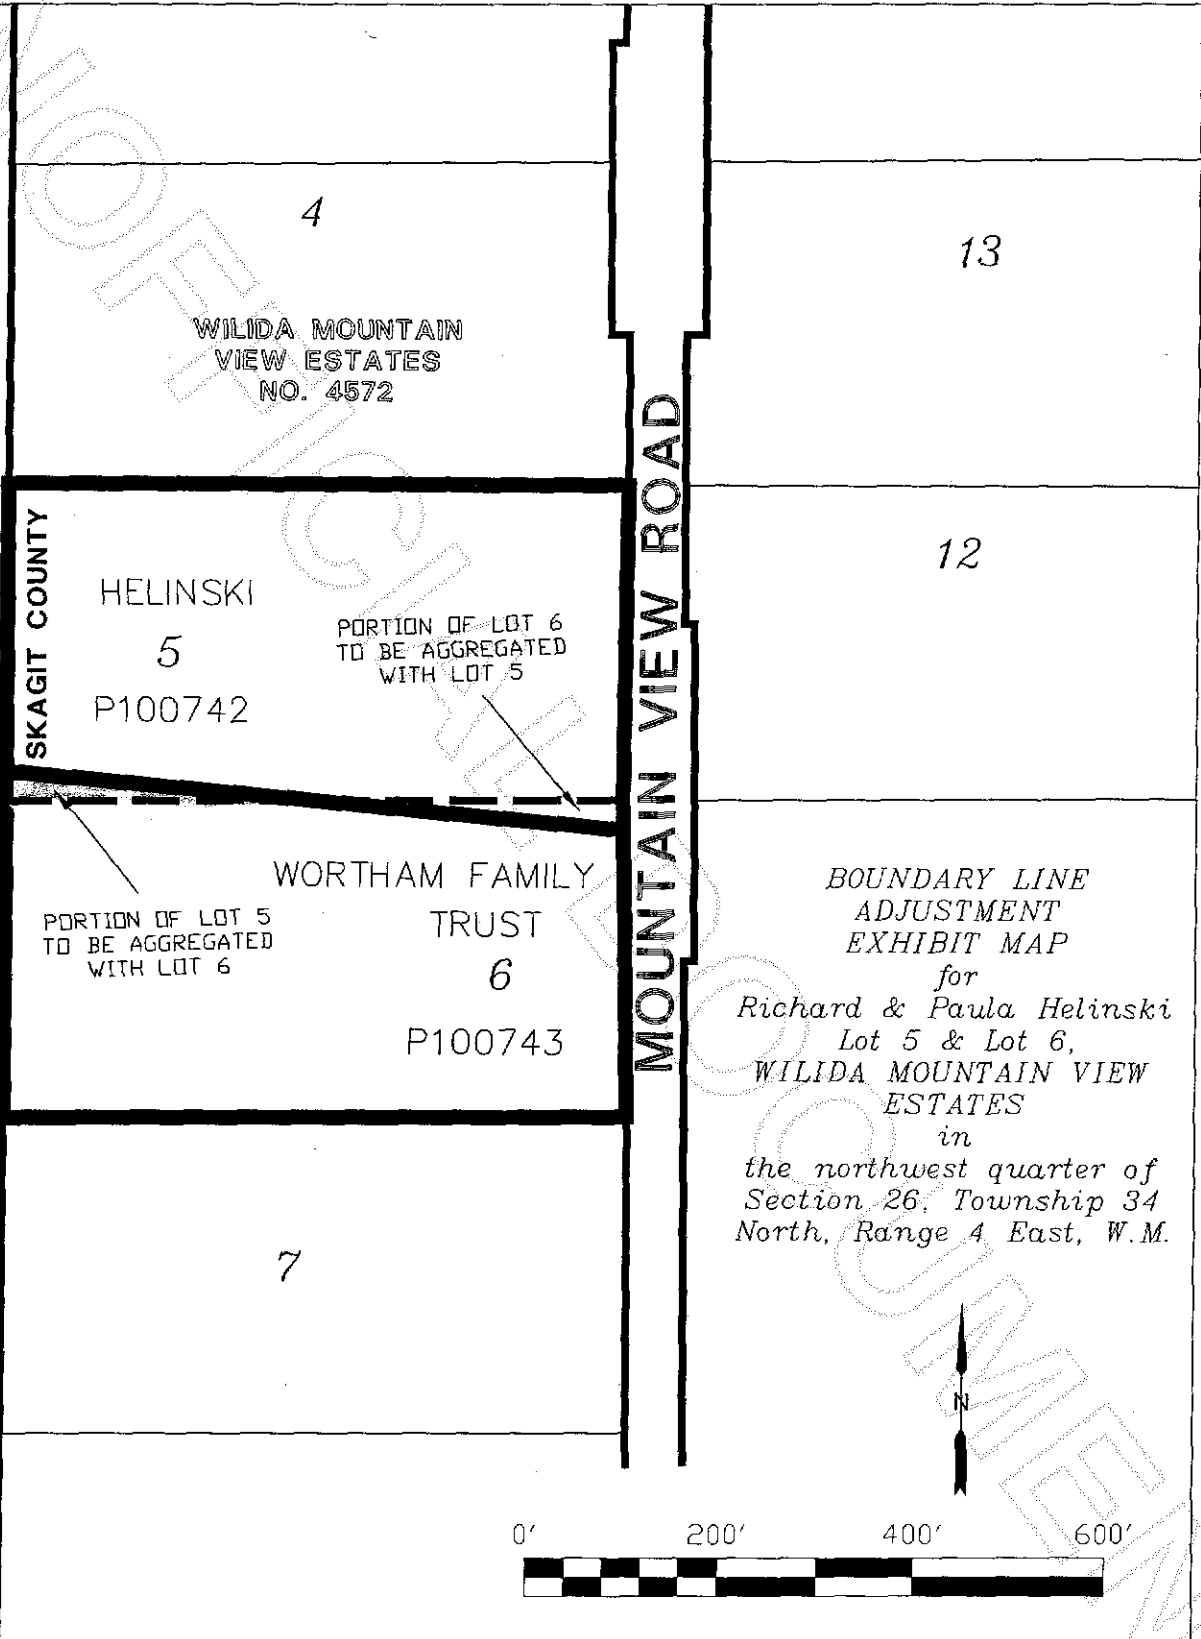 4
13
WILIDA MOUNTAIN
VIEW ESTATES
NO. 4572
MOUNTAIN VIEW ROAD
12
SKAGIT COUNTY
HELINSKI
5
P100742
PORTION OF LOT 6
TO BE AGGREGATED
WITH LOT 5
WORTHAM FAMILY
TRUST
6
P100743
PORTION OF LOT 5
TO BE AGGREGATED
WITH LOT 6
BOUNDARY LINE
ADJUSTMENT
EXHIBIT MAP
for
Richard & Paula Helinski
Lot 5 & Lot 6,
WILIDA MOUNTAIN VIEW
ESTATES
in
the northwest quarter of
Section 26, Township 34
North, Range 4 East, W.M.
7
N
0' 200' 400' 600'
UNOFFICIAL DOCUMENT